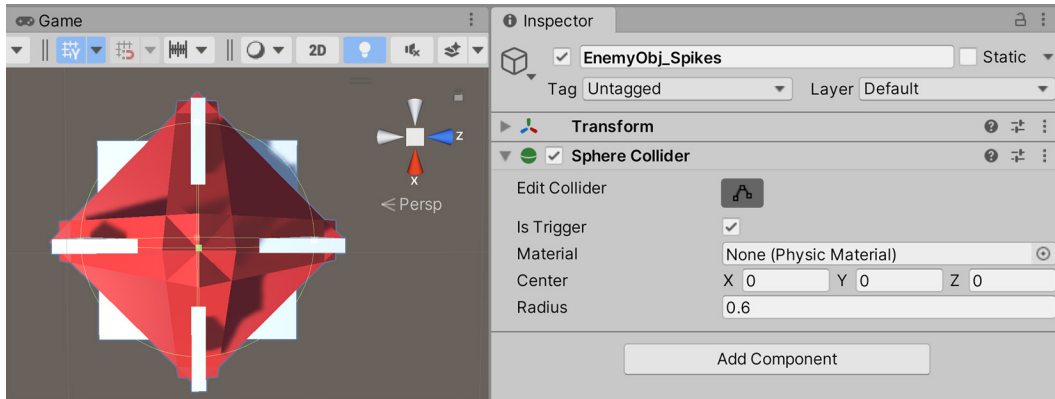 Game
2D
z
x
Persp
Inspector
EnemyObj_Spikes
Static
Tag Untagged Layer Default
Transform
Sphere Collider
Edit Collider
Is Trigger
Material None (Physic Material)
Center X 0 Y 0 Z 0
Radius 0.6
Add Component